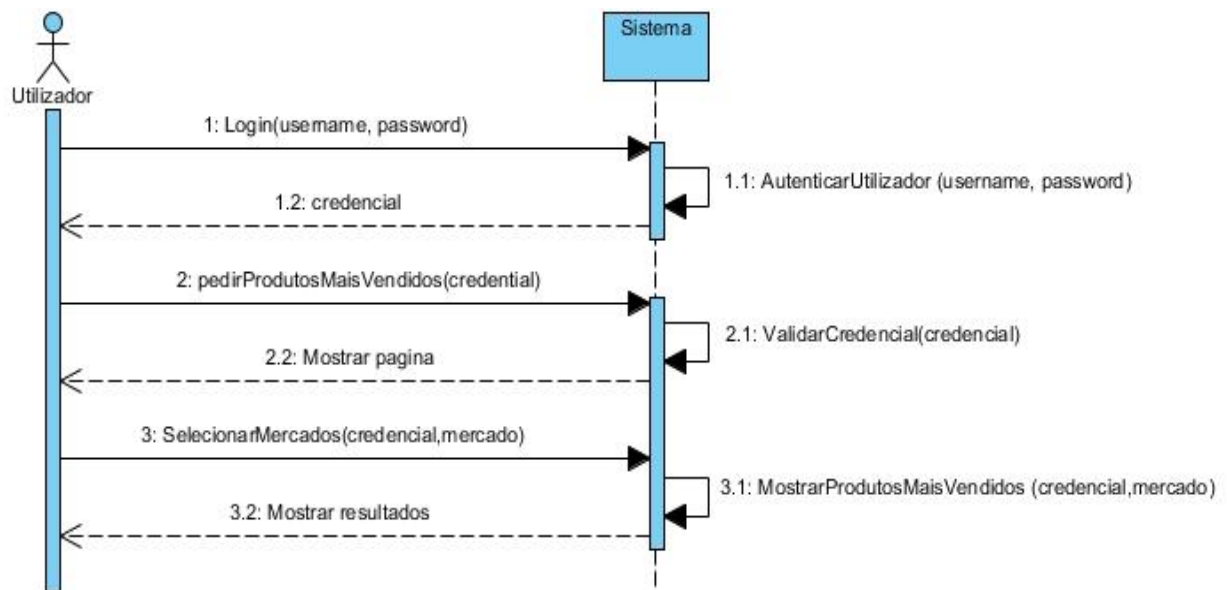 Sistema
Utilizador
1: Login(username, password)
1.1: AutenticarUtilizador (username, password)
1.2: credencial
2: pedirProdutosMaisVendidos(credential)
2.1: ValidarCredencial(credencial)
2.2: Mostrar pagina
3: SelecionarMercados(credencial,mercado)
3.1: MostrarProdutosMaisVendidos (credencial,mercado)
3.2: Mostrar resultados